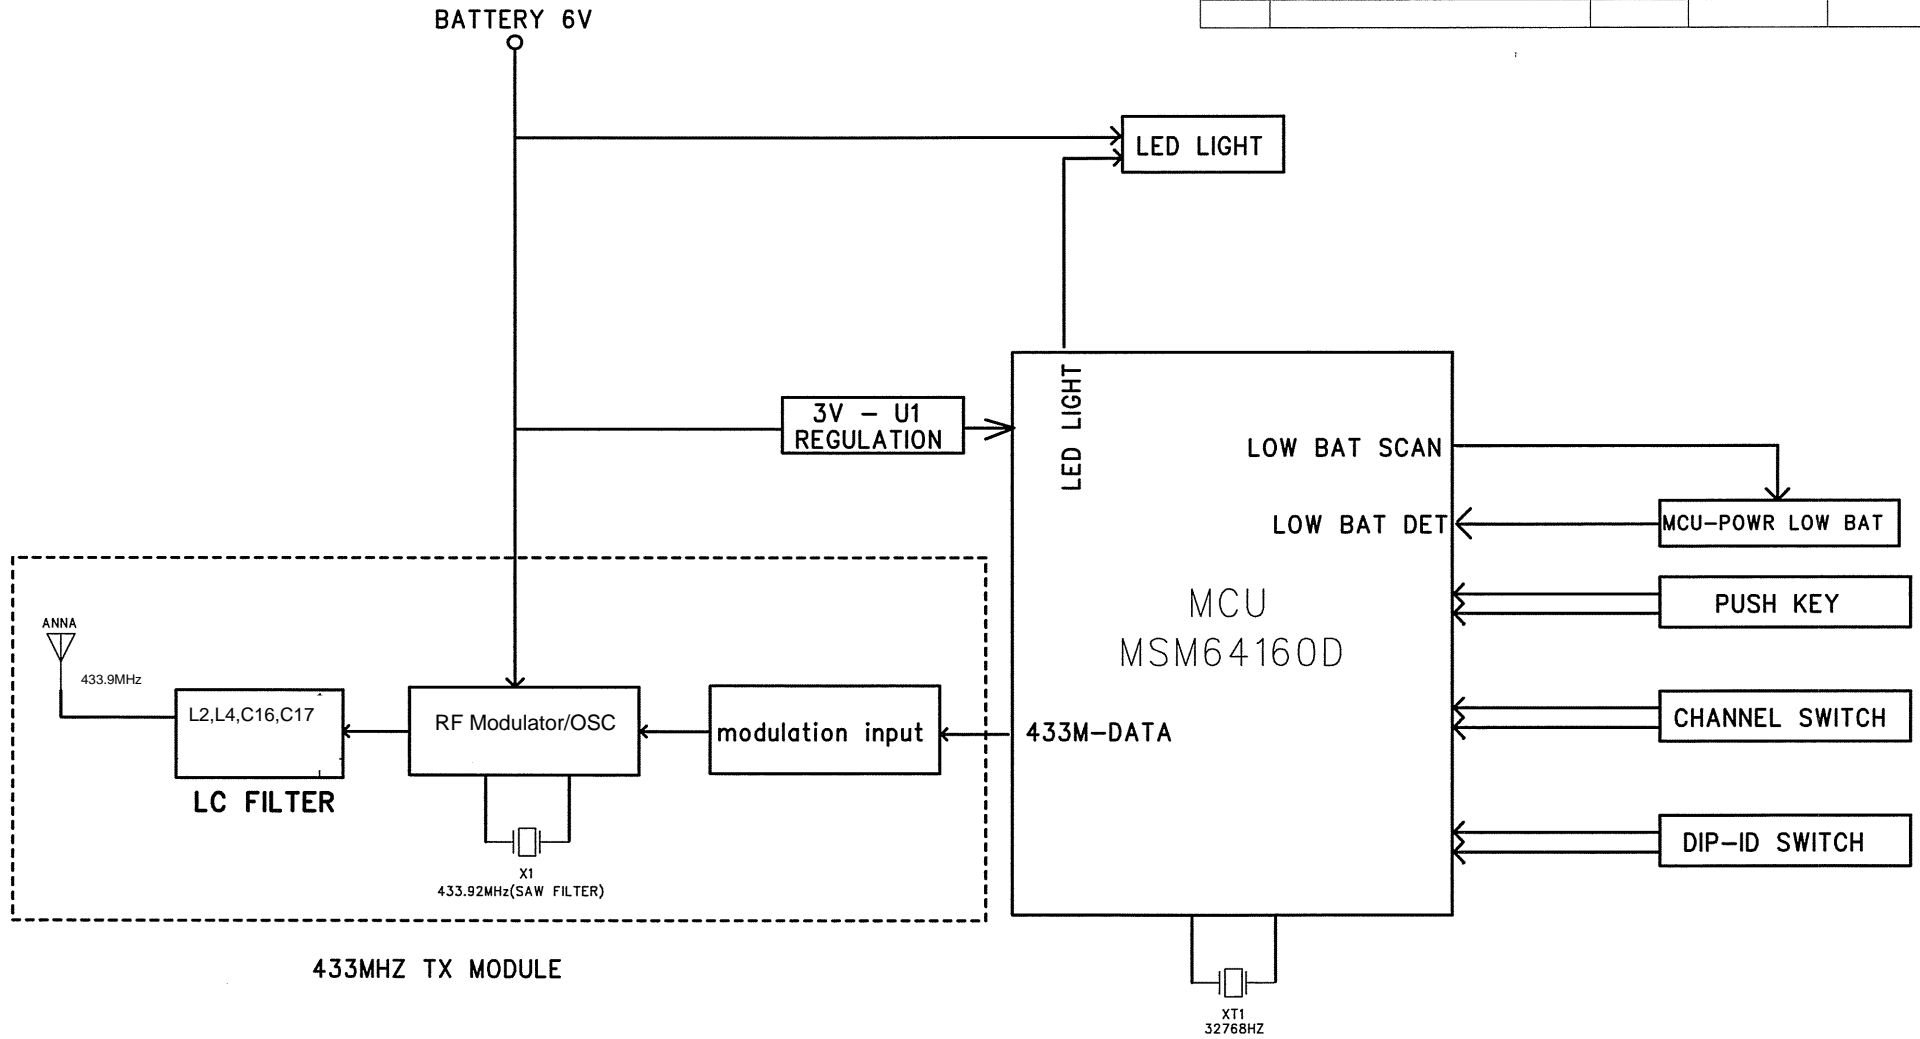 BATTERY 6V
LED LIGHT
LED LIGHT
3V - U1
REGULATION
LOW BAT SCAN
LOW BAT DET
MCU-POWR LOW BAT
MCU
MSM64160D
PUSH KEY
ANNA
433.9MHz
L2,L4,C16,C17
LC FILTER
RF Modulator/OSC
modulation input
433M-DATA
CHANNEL SWITCH
X1
433.92MHz(SAW FILTER)
DIP-ID SWITCH
433MHZ TX MODULE
XT1
32768HZ